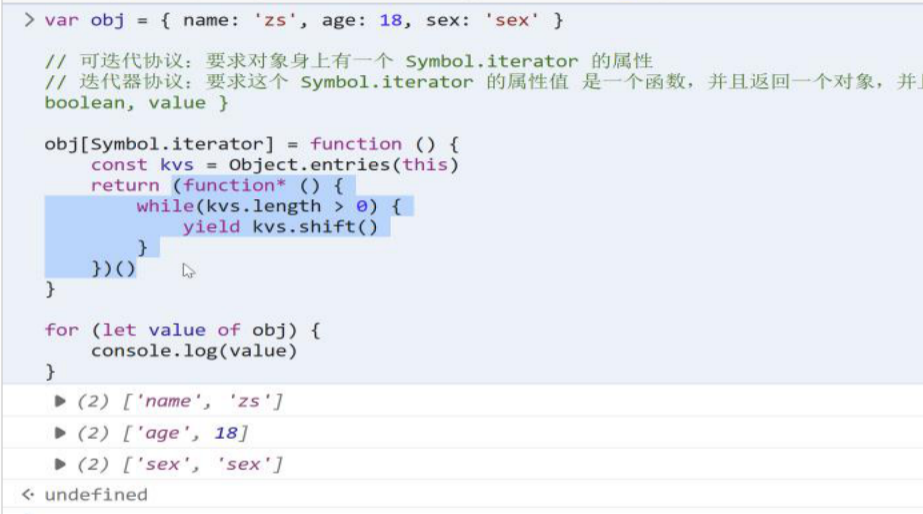 > var obj = { name: 'zs', age: 18, sex: 'sex' }
// 可迭代协议：要求对象身上有一个 Symbol.iterator 的属性
// 迭代器协议：要求这个 Symbol.iterator 的属性值 是一个函数，并且返回一个对象，并且
boolean, value }
obj[Symbol.iterator] = function () {
const kvs = Object.entries(this)
return (function* () {
while(kvs.length > 0) {
yield kvs.shift()
}
})()
}
for (let value of obj) {
console.log(value)
}
▶ (2) ['name', 'zs']
▶ (2) ['age', 18]
▶ (2) ['sex', 'sex']
undefined